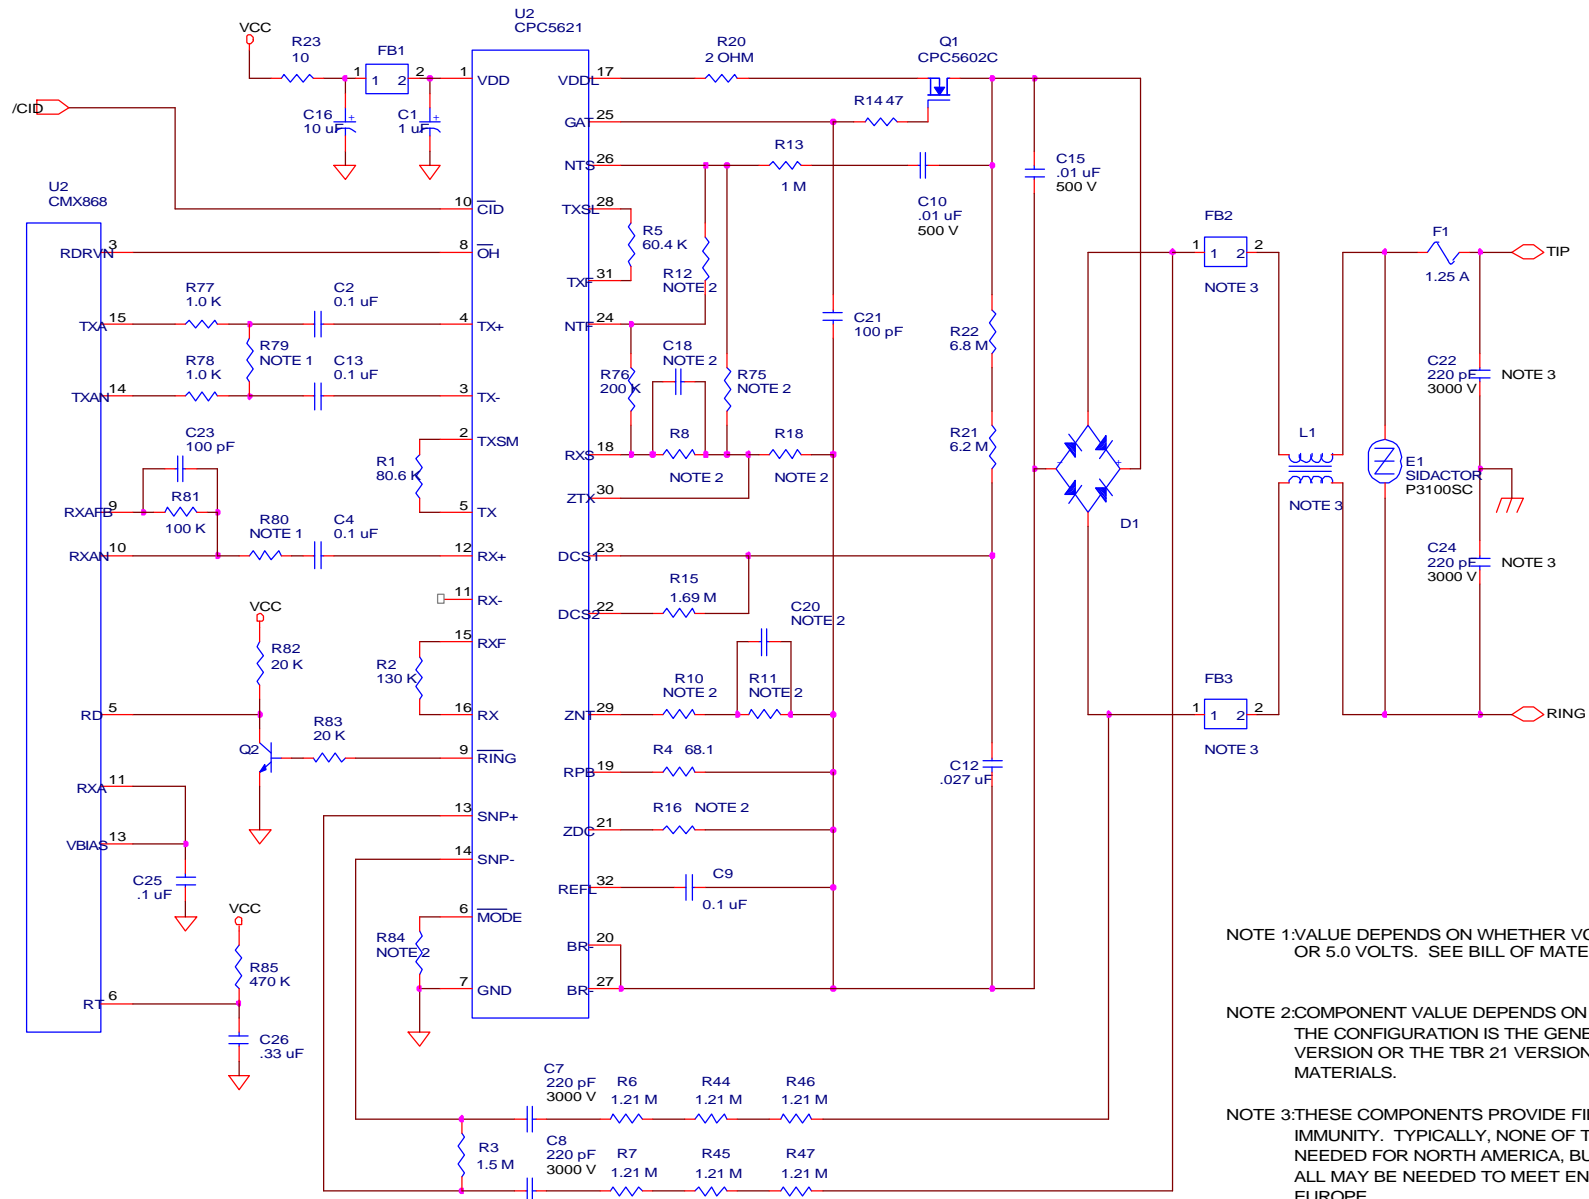 U2
CPC5621
VCC
R23
10
FB1
1
1 2
2
C16
10 uF
+
C1
1 uF
+
/CID
1
VDD
10
CID
8
OH
4
TX+
3
TX-
2
TXSM
5
TX
12
RX+
11
RX-
15
RXF
16
RX
9
RING
13
SNP+
14
SNP-
6
MODE
7
GND
VDDL
17
GAT
25
NTS
26
TXSL
28
TXF
31
NTF
24
RXS
18
ZTX
30
DCS1
23
DCS2
22
ZNT
29
RPB
19
ZDC
21
REFL
32
BR-
20
BR-
27
U2
CMX868
RDRVN
3
TXA
15
TXAN
14
RXAFB
9
RXAN
10
RD
5
RXA
11
VBIAS
13
RT
6
R77
1.0 K
C2
0.1 uF
R79
NOTE 1
R78
1.0 K
C13
0.1 uF
C23
100 pF
R81
100 K
R80
NOTE 1
C4
0.1 uF
R1
80.6 K
VCC
R82
20 K
R2
130 K
R83
20 K
Q2
C25
.1 uF
VCC
R85
470 K
C26
.33 uF
R84
NOTE 2
R20
2 OHM
Q1
CPC5602C
R14 47
R13
1 M
C10
.01 uF
500 V
C15
.01 uF
500 V
R5
60.4 K
R12
NOTE 2
C21
100 pF
R22
6.8 M
R76
200 K
C18
NOTE 2
R75
NOTE 2
R8
NOTE 2
R18
NOTE 2
R21
6.2 M
R15
1.69 M
C20
NOTE 2
R10
NOTE 2
R11
NOTE 2
R4 68.1
C12
.027 uF
R16 NOTE 2
C9
0.1 uF
-
+
D1
FB2
1
1 2
2
NOTE 3
F1
1.25 A
TIP
C22
220 pF
3000 V
NOTE 3
L1
NOTE 3
E1
SIDACTOR
P3100SC
C24
220 pF
3000 V
NOTE 3
FB3
1
1 2
2
NOTE 3
RING
C7
220 pF
3000 V
R6
1.21 M
R44
1.21 M
R46
1.21 M
R3
1.5 M
C8
220 pF
3000 V
R7
1.21 M
R45
1.21 M
R47
1.21 M
NOTE 1:VALUE DEPENDS ON WHETHER
OR 5.0 VOLTS. SEE BILL OF
NOTE 2:COMPONENT VALUE DEPENDS ON
THE CONFIGURATION IS THE
VERSION OR THE TBR 21 VERSION
MATERIALS.
NOTE 3:THESE COMPONENTS PROVIDE
IMMUNITY. TYPICALLY, NONE OF
NEEDED FOR NORTH AMERICA,
ALL MAY BE NEEDED TO MEET
EUROPE